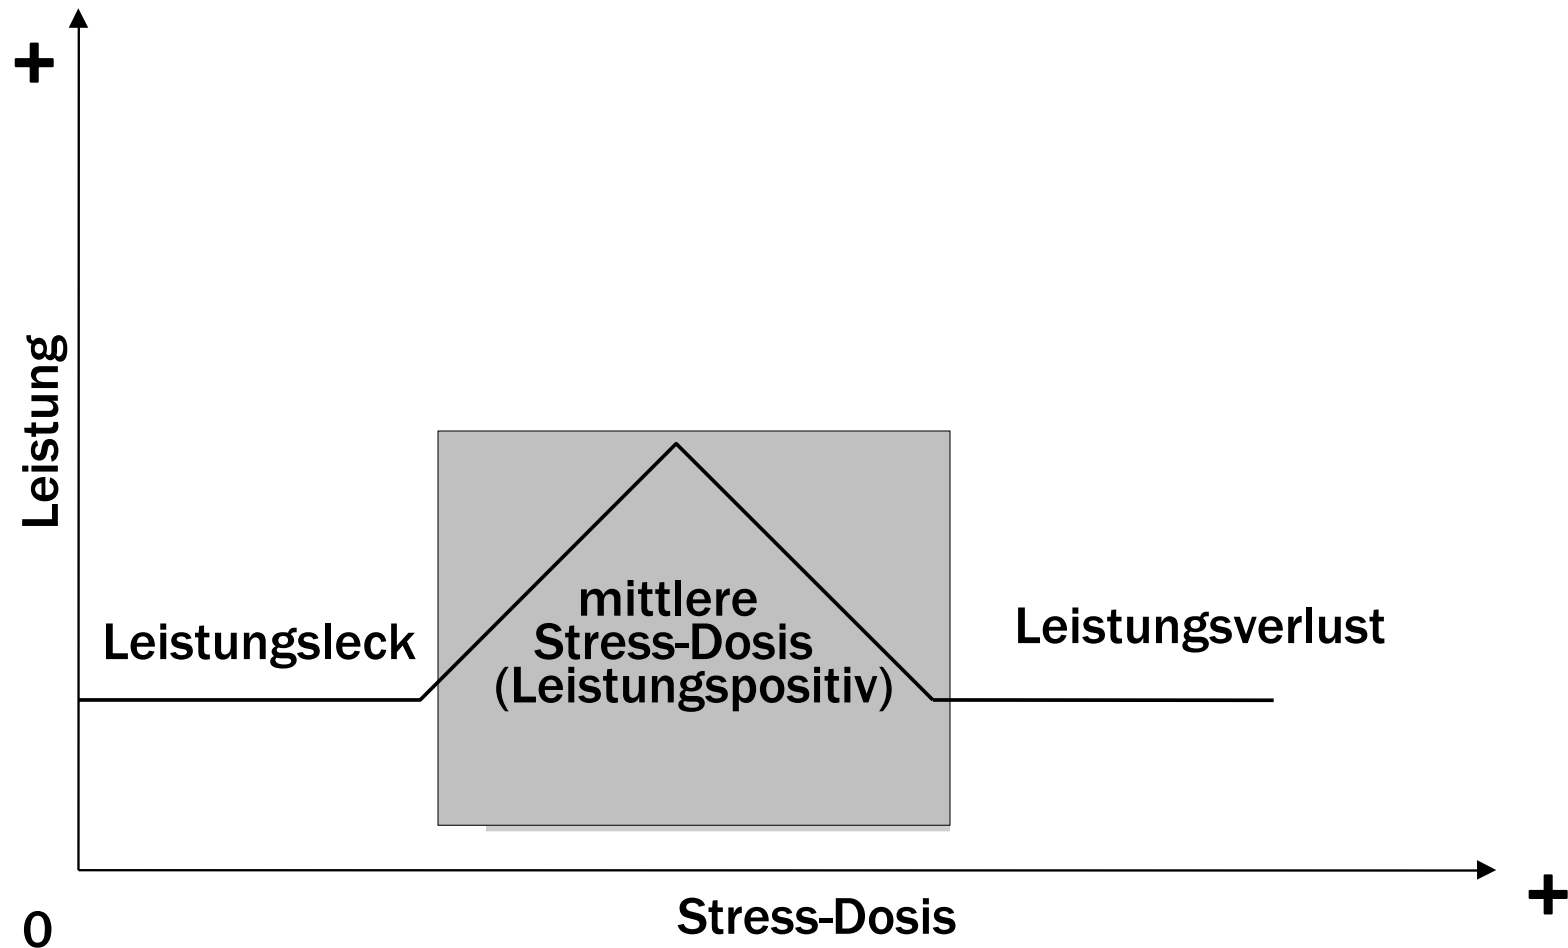 +
Leistung
Leistungsleck
mittlere
Stress-Dosis
(Leistungspositiv)
Leistungsverlust
0
Stress-Dosis
+